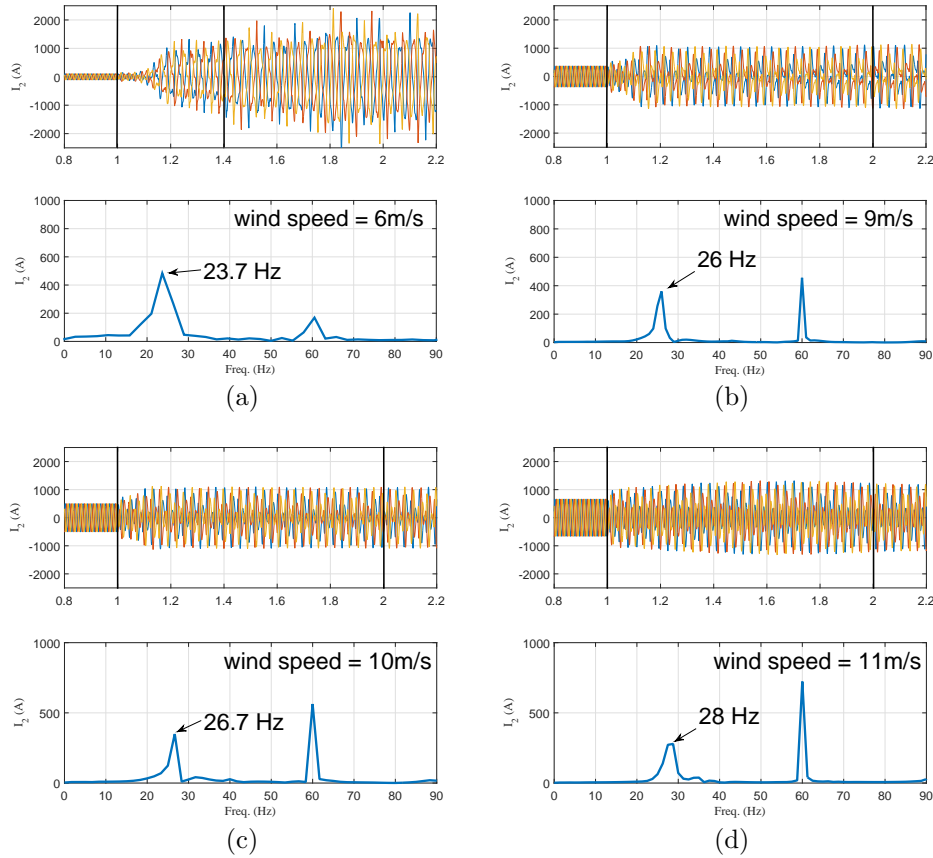 2000
1000
0
-1000
-2000
I2 (A)
0.8 1 1.2 1.4 1.6 1.8 2 2.2
1000
800
600
400
200
0
I2 (A)
wind speed = 6m/s
23.7 Hz
0 10 20 30 40 50 60 70 80 90
Freq. (Hz)
(a)
2000
1000
0
-1000
-2000
I2 (A)
0.8 1 1.2 1.4 1.6 1.8 2 2.2
1000
800
600
400
200
0
I2 (A)
wind speed = 9m/s
26 Hz
0 10 20 30 40 50 60 70 80 90
Freq. (Hz)
(b)
2000
1000
0
-1000
-2000
I2 (A)
0.8 1 1.2 1.4 1.6 1.8 2 2.2
1000
500
0
I2 (A)
wind speed = 10m/s
26.7 Hz
0 10 20 30 40 50 60 70 80 90
Freq. (Hz)
(c)
2000
1000
0
-1000
-2000
I2 (A)
0.8 1 1.2 1.4 1.6 1.8 2 2.2
1000
500
0
I2 (A)
wind speed = 11m/s
28 Hz
0 10 20 30 40 50 60 70 80 90
Freq. (Hz)
(d)